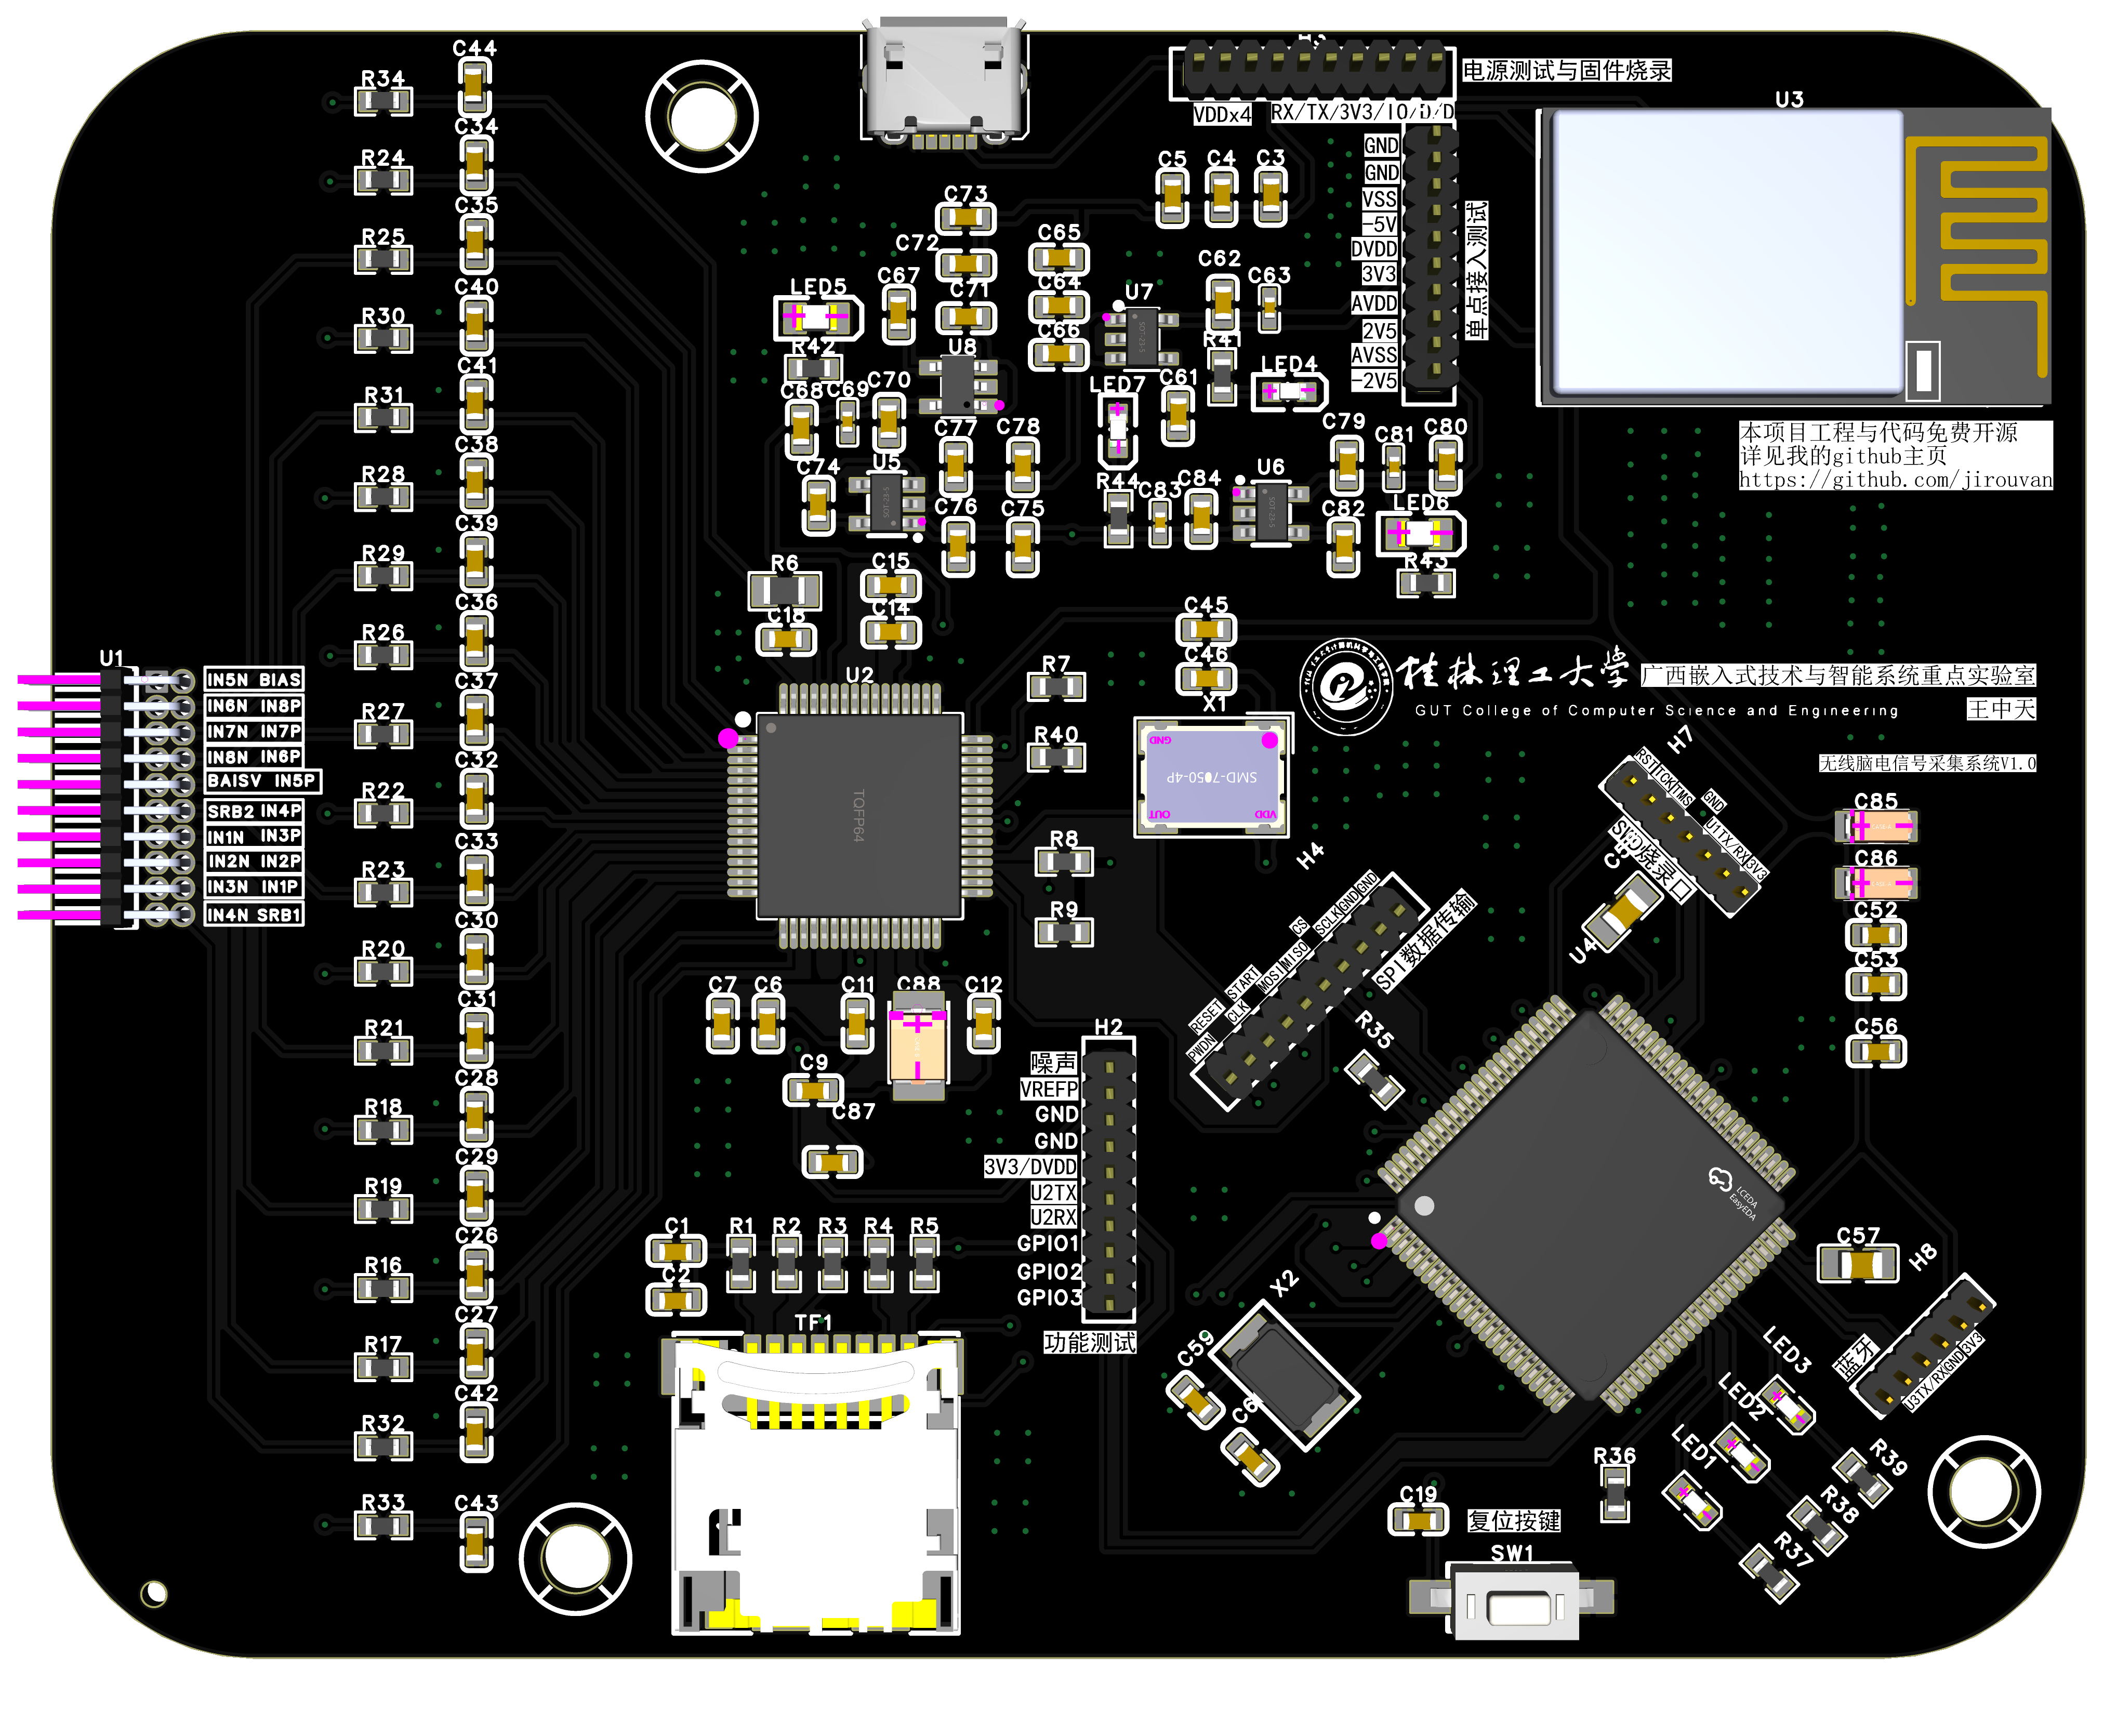 C44
R34
C34
R24
C35
R25
C40
R30
C41
R31
C38
R28
C39
R29
C36
R26
C37
R27
C32
R22
C33
R23
C30
R20
C31
R21
C28
R18
C29
R19
C26
R16
C27
R17
C42
R32
C43
R33
U1
IN5N BIAS
IN6N IN8P
IN7N IN7P
IN8N IN6P
BAISV IN5P
SRB2 IN4P
IN1N IN3P
IN2N IN2P
IN3N IN1P
IN4N SRB1
电源测试与固件烧录
VDDx4
RX/TX/3V3/IO/D/D
GND
GND
VSS
-5V
DVDD
3V3
AVDD
2V5
AVSS
-2V5
单点接入测试
U3
本项目工程与代码免费开源
详见我的github主页
https://github.com/jirouvan
C5
C4
C3
C73
C72
C71
C67
C65
C64
C66
C62
C63
LED5
R42
U8
U7
R41
LED4
LED7
C61
C68
C69
C70
C77
C78
C74
U5
SOT-23-5
C76
C75
R44
C83
C84
U6
SOT-23-5
C79
C81
C80
C82
LED6
R43
R6
C15
C14
C18
C45
C46
U2
TQFP64
R7
R40
R8
R9
X1
GND
SMD-7050-4P
OUT
VDD
桂林理工大学
广西嵌入式技术与智能系统重点实验室
GUT College of Computer Science and Engineering
王中天
无线脑电信号采集系统V1.0
H7
RST|TCK|TMS
GND
U1TX/RX|3V3
SWD烧录口
U4
C85
C86
C52
C53
C56
H4
PWDN
RESET
CLK
START
MOSI|MISO
CS
SCLK|GND|GND
SPI数据传输
R35
C7
C6
C11
C88
C12
C9
C87
H2
噪声
VREFP
GND
GND
3V3/DVDD
U2TX
U2RX
GPIO1
GPIO2
GPIO3
功能测试
C1
C2
R1
R2
R3
R4
R5
TF1
X2
C59
LCEDA
EasyEDA
C57
H8
蓝牙
U3TX/RX|GND|3V3
LED3
LED2
LED1
R39
R38
R37
R36
C19
复位按键
SW1